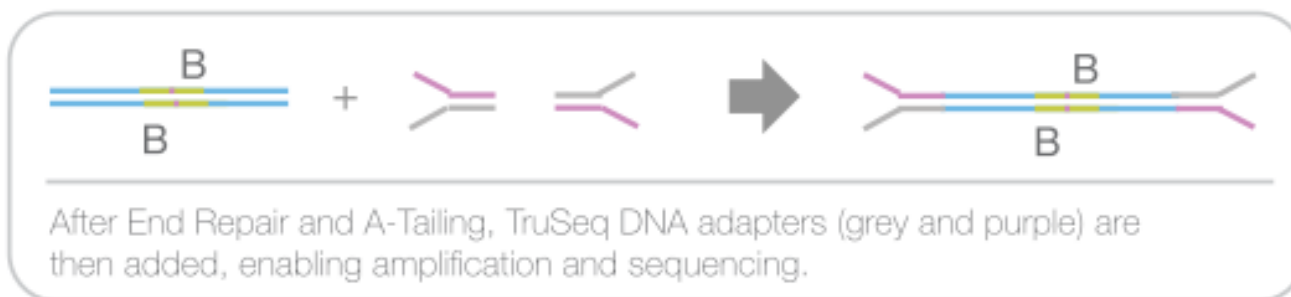 B
B
+
B
B
After End Repair and A-Tailing, TruSeq DNA adapters (grey and purple) are
then added, enabling amplification and sequencing.